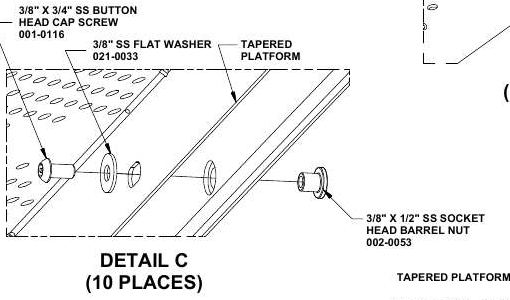 3/8" X 3/4" SS BUTTON
HEAD CAP SCREW
001-0116
3/8" SS FLAT WASHER
021-0033
TAPERED
PLATFORM
3/8" X 1/2" SS SOCKET
HEAD BARREL NUT
002-0053
DETAIL C
(10 PLACES)
(
TAPERED PLATFORM